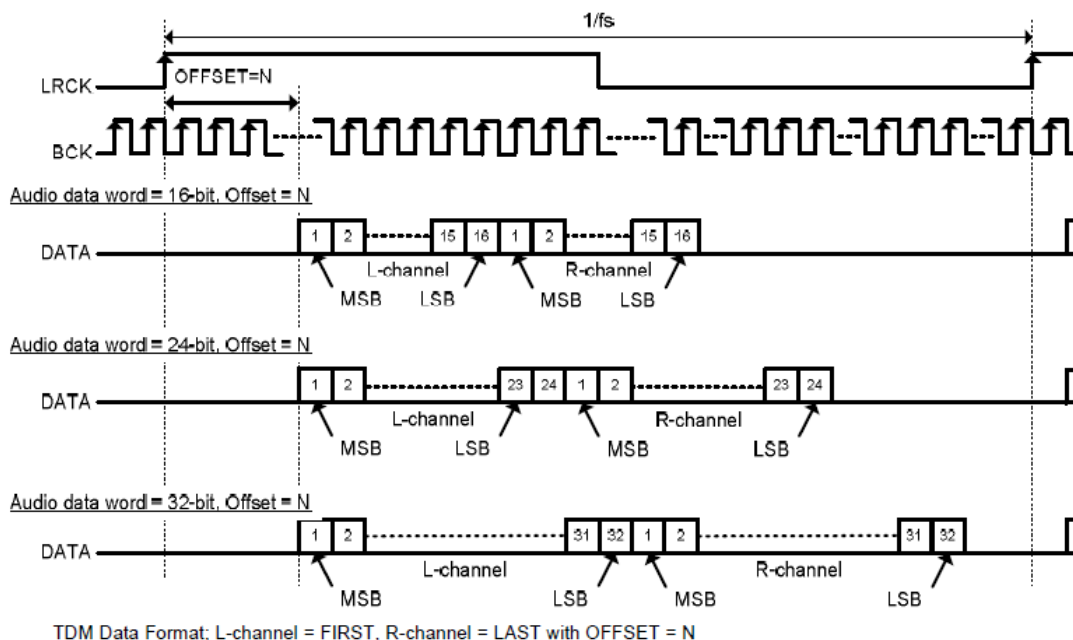 1/fs
LRCK
OFFSET=N
BCK
Audio data word = 16-bit, Offset = N
DATA
1 2 15 16 1 2 15 16
L-channel R-channel
MSB LSB MSB LSB
Audio data word = 24-bit, Offset = N
DATA
1 2 23 24 1 2 23 24
L-channel R-channel
MSB LSB MSB LSB
Audio data word = 32-bit, Offset = N
DATA
1 2 31 32 1 2 31 32
L-channel R-channel
MSB LSB MSB LSB
TDM Data Format; L-channel = FIRST, R-channel = LAST with OFFSET = N